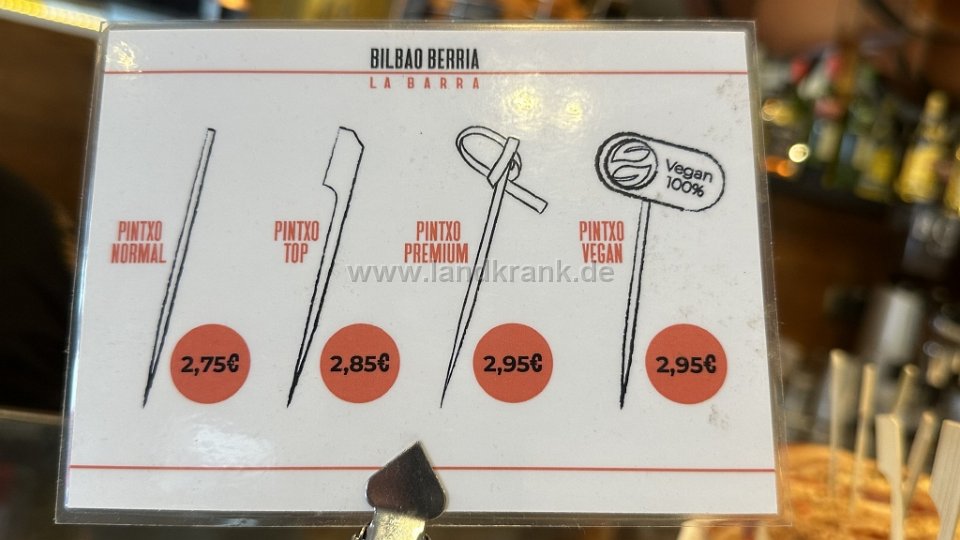 BILBAO BERRIA
LA BARRA
Vegan
100%
PINTXO
NORMAL
PINTXO
TOP
PINTXO
PREMIUM
PINTXO
VEGAN
www.landkrank.de
2,75€
2,85€
2,95€
2,95€